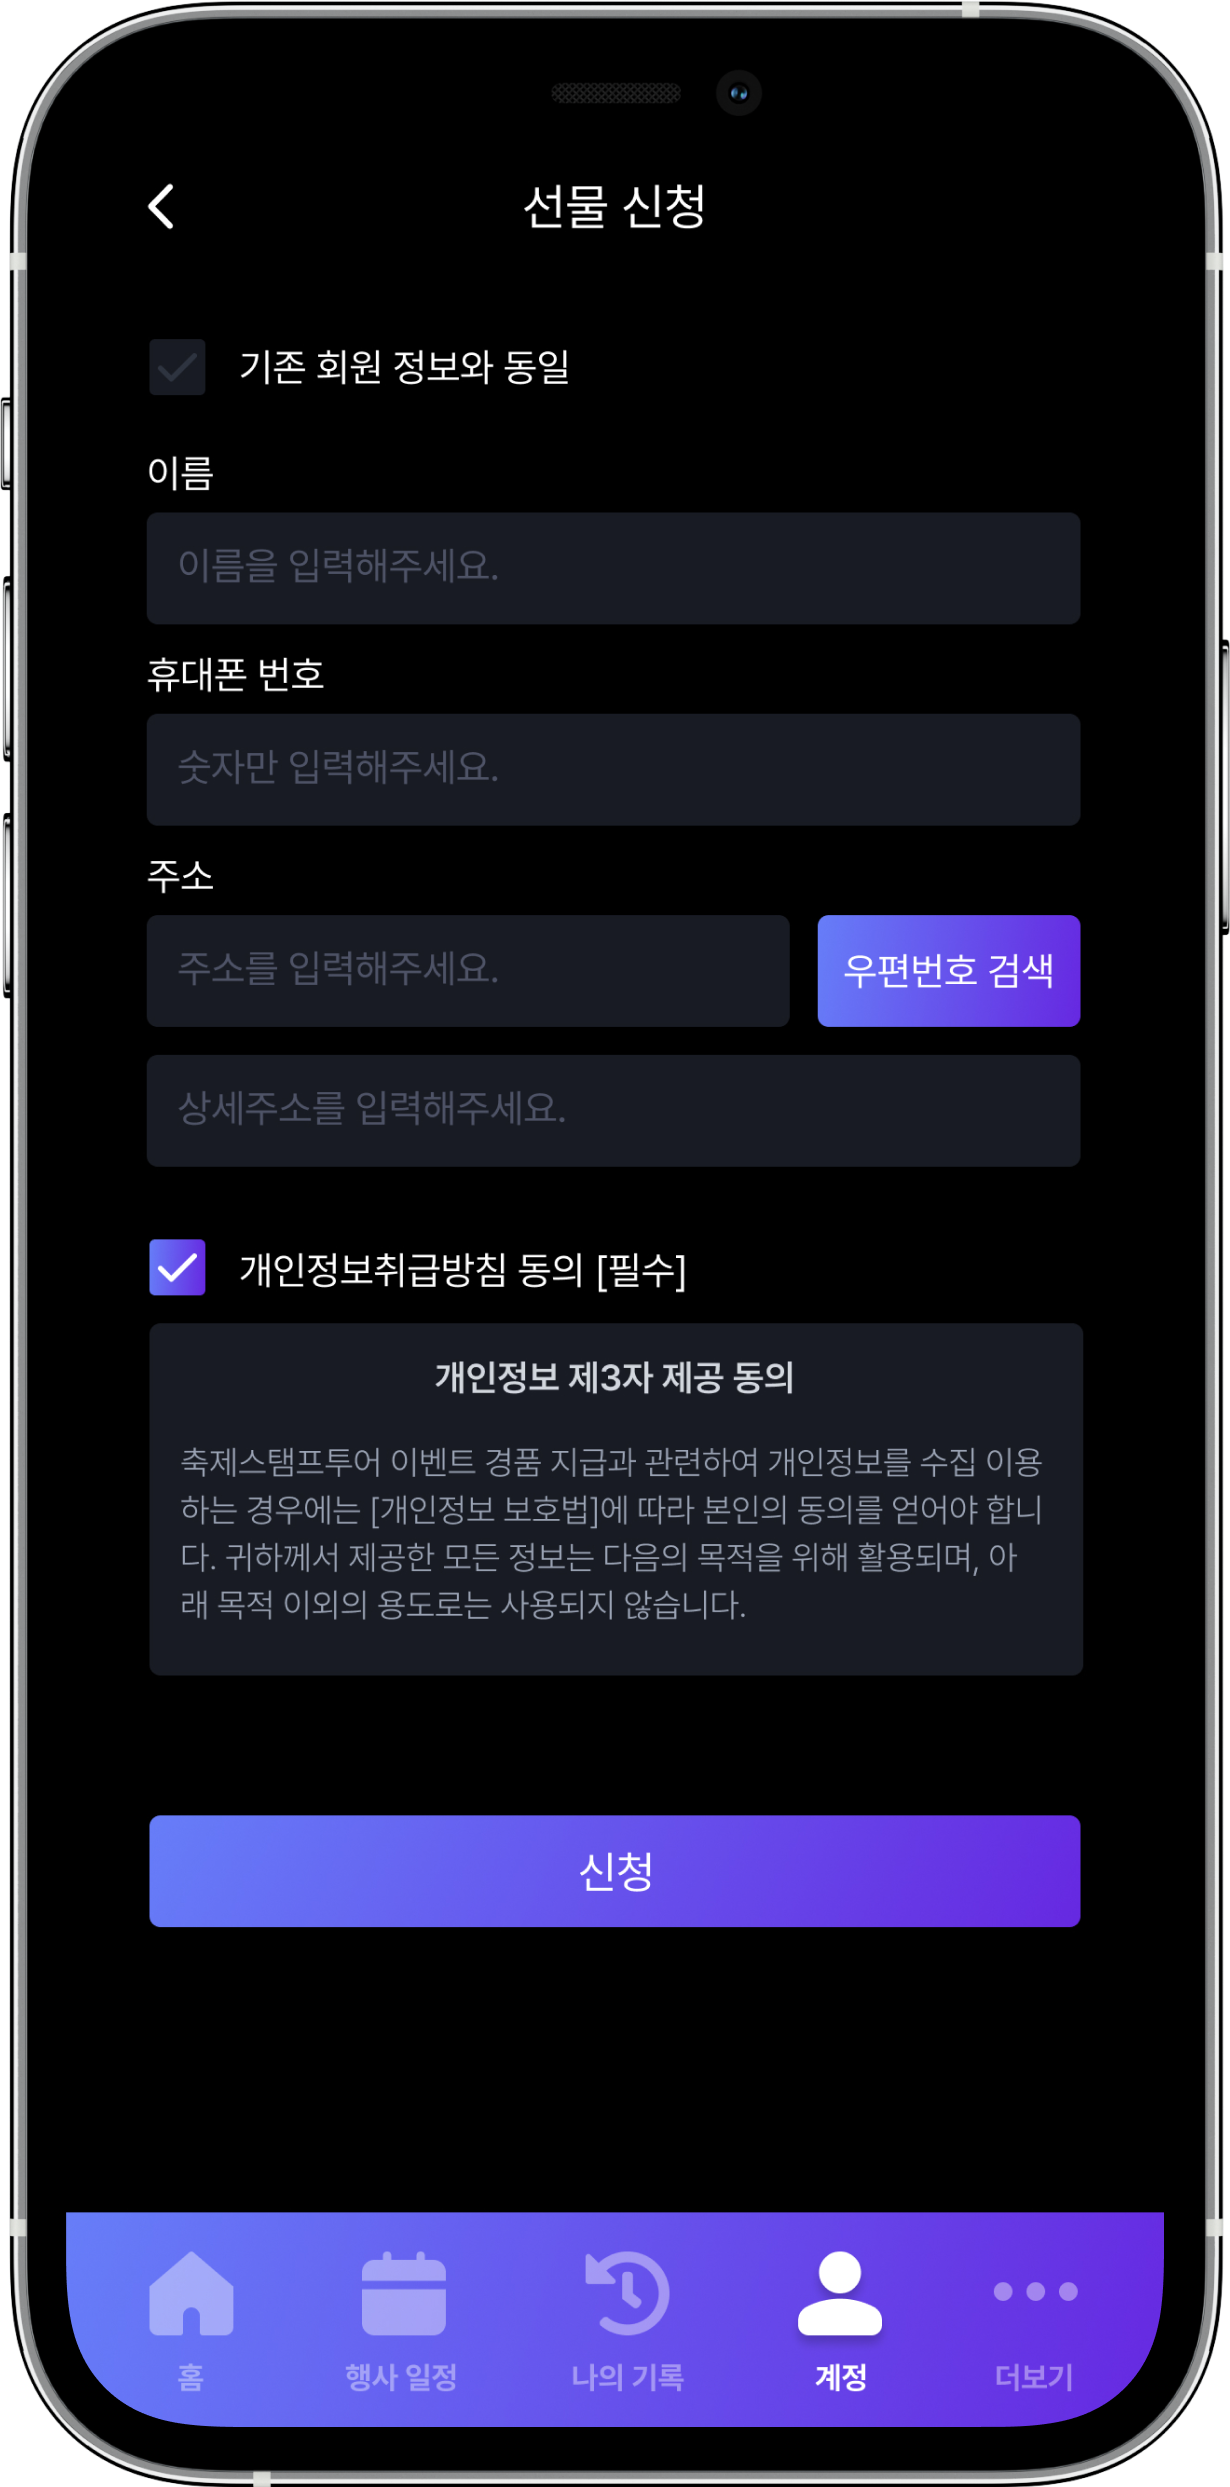 선물 신청
기존 회원 정보와 동일
이름
이름을 입력해주세요.
휴대폰 번호
숫자만 입력해주세요.
주소
주소를 입력해주세요.
우편번호 검색
상세주소를 입력해주세요.
개인정보취급방침 동의 [필수]
개인정보 제3자 제공 동의
축제스탬프투어 이벤트 경품 지급과 관련하여 개인정보를 수집 이용
하는 경우에는 [개인정보 보호법]에 따라 본인의 동의를 얻어야 합니
다. 귀하께서 제공한 모든 정보는 다음의 목적을 위해 활용되며, 아
래 목적 이외의 용도로는 사용되지 않습니다.
신청
홈
행사 일정
나의 기록
계정
더보기